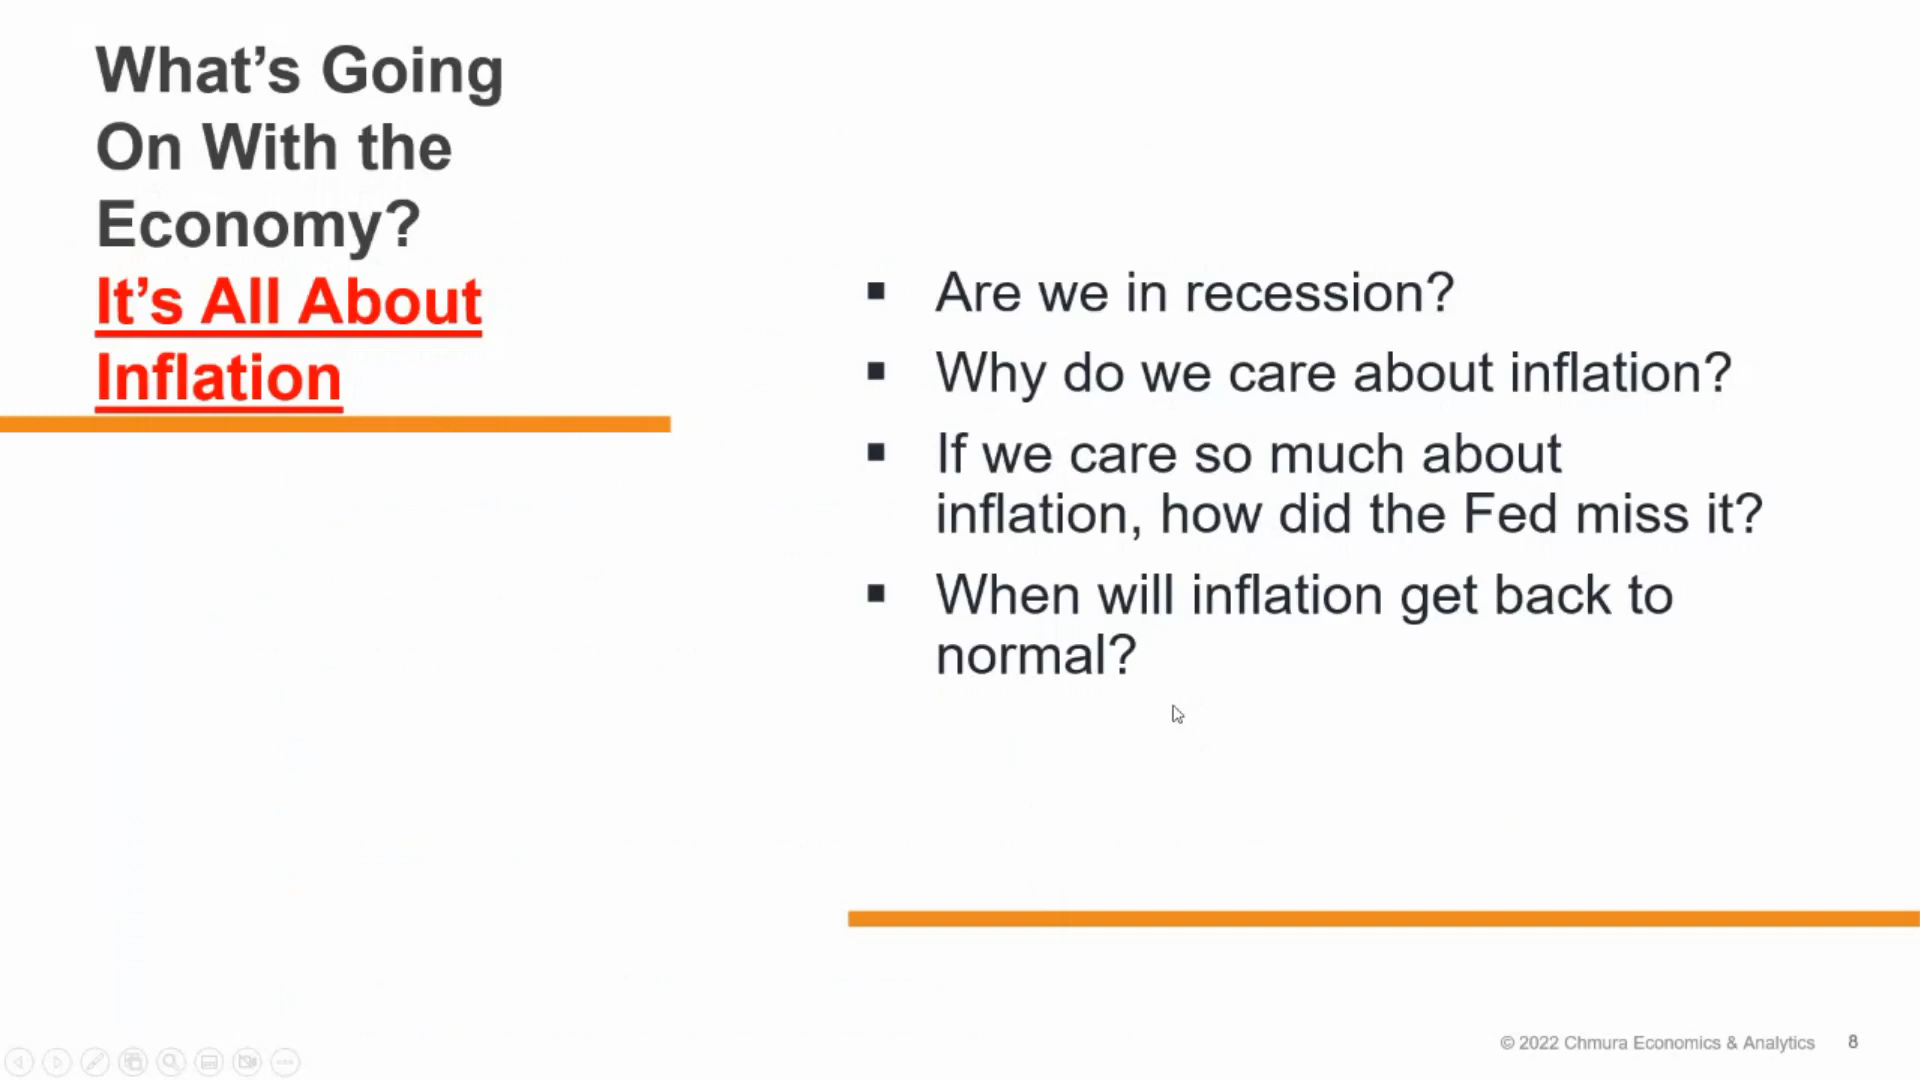 What’s Going
On With the
Economy?
It’s All About
Inflation
▪ Are we in recession?
▪ Why do we care about inflation?
▪ If we care so much about
inflation, how did the Fed miss it?
▪ When will inflation get back to
normal?
© 2022 Chmura Economics & Analytics 8